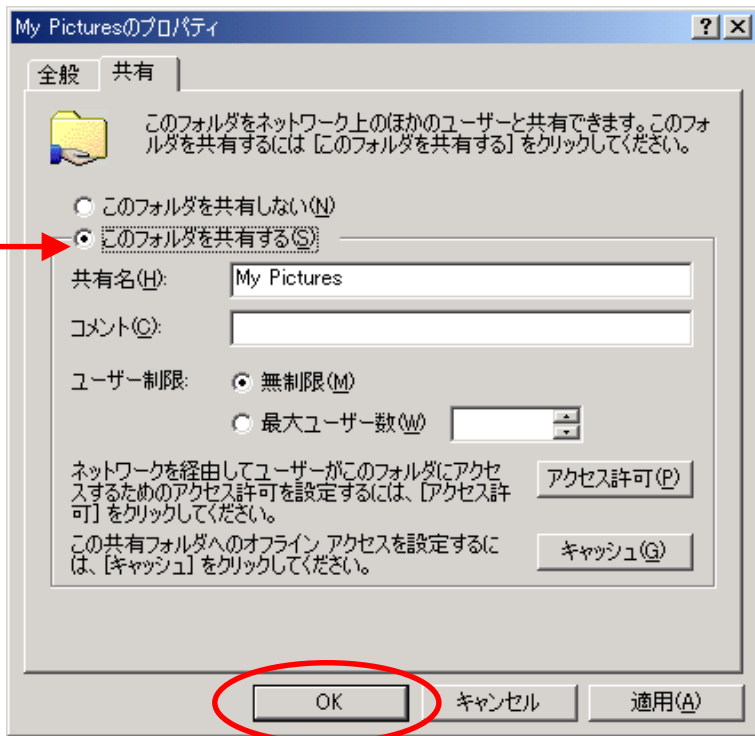 My Picturesのプロパティ
全般 共有
このフォルダをネットワーク上のほかのユーザーと共有できます。このフォ
ルダを共有するには [このフォルダを共有する] をクリックしてください。
このフォルダを共有しない(N)
このフォルダを共有する(S)
共有名(H): My Pictures
コメント(C):
ユーザー制限: 無制限(M)
最大ユーザー数(W)
ネットワークを経由してユーザーがこのフォルダにアクセ
スするためのアクセス許可を設定するには、[アクセス許
可] をクリックしてください。
アクセス許可(P)
この共有フォルダへのオフライン アクセスを設定するに
は、[キャッシュ] をクリックしてください。
キャッシュ(G)
OK キャンセル 適用(A)